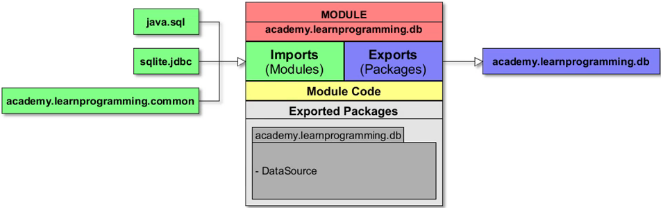 java.sql
sqlite.jdbc
academy.learnprogramming.common
MODULE
academy.learnprogramming.db
Imports
(Modules)
Exports
(Packages)
Module Code
Exported Packages
academy.learnprogramming.db
- DataSource
academy.learnprogramming.db